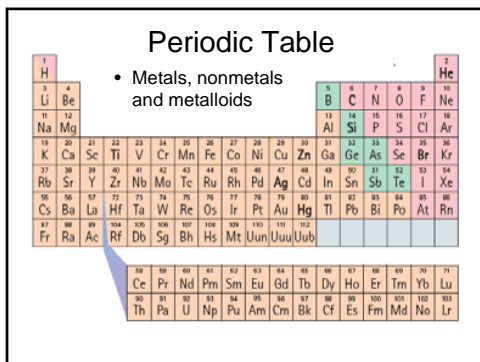 Periodic Table
• Metals, nonmetals
and metalloids
1 2
H He
3 4 5 6 7 8 9 10
Li Be B C N O F Ne
11 12 13 14 15 16 17 18
Na Mg Al Si P S Cl Ar
19 20 21 22 23 24 25 26 27 28 29 30 31 32 33 34 35 36
K Ca Sc Ti V Cr Mn Fe Co Ni Cu Zn Ga Ge As Se Br Kr
37 38 39 40 41 42 43 44 45 46 47 48 49 50 51 52 53 54
Rb Sr Y Zr Nb Mo Tc Ru Rh Pd Ag Cd In Sn Sb Te I Xe
55 56 57 72 73 74 75 76 77 78 79 80 81 82 83 84 85 86
Cs Ba La Hf Ta W Re Os Ir Pt Au Hg Tl Pb Bi Po At Rn
87 88 89 104 105 106 107 108 109 110 111 112
Fr Ra Ac Rf Db Sg Bh Hs Mt Uun Uuu Uub
58 59 60 61 62 63 64 65 66 67 68 69 70 71
Ce Pr Nd Pm Sm Eu Gd Tb Dy Ho Er Tm Yb Lu
90 91 92 93 94 95 96 97 98 99 100 101 102 103
Th Pa U Np Pu Am Cm Bk Cf Es Fm Md No Lr